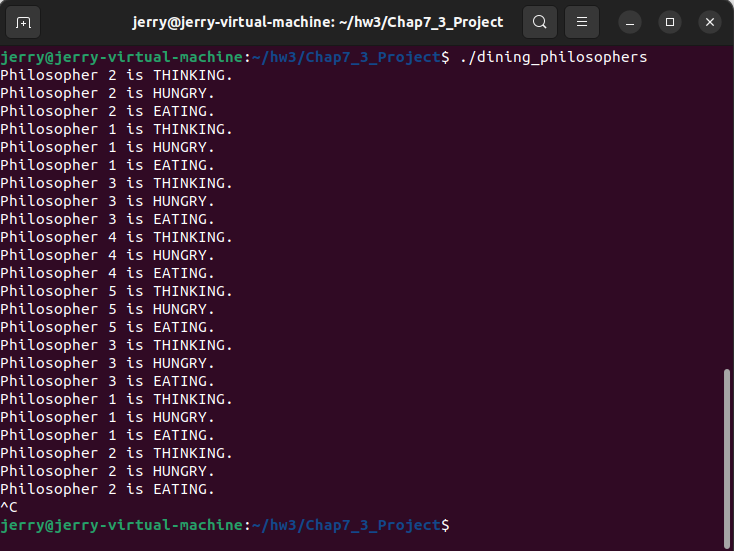 jerry@jerry-virtual-machine: ~/hw3/Chap7_3_Project
jerry@jerry-virtual-machine:~/hw3/Chap7_3_Project$ ./dining_philosophers
Philosopher 2 is THINKING.
Philosopher 2 is HUNGRY.
Philosopher 2 is EATING.
Philosopher 1 is THINKING.
Philosopher 1 is HUNGRY.
Philosopher 1 is EATING.
Philosopher 3 is THINKING.
Philosopher 3 is HUNGRY.
Philosopher 3 is EATING.
Philosopher 4 is THINKING.
Philosopher 4 is HUNGRY.
Philosopher 4 is EATING.
Philosopher 5 is THINKING.
Philosopher 5 is HUNGRY.
Philosopher 5 is EATING.
Philosopher 3 is THINKING.
Philosopher 3 is HUNGRY.
Philosopher 3 is EATING.
Philosopher 1 is THINKING.
Philosopher 1 is HUNGRY.
Philosopher 1 is EATING.
Philosopher 2 is THINKING.
Philosopher 2 is HUNGRY.
Philosopher 2 is EATING.
^C
jerry@jerry-virtual-machine:~/hw3/Chap7_3_Project$